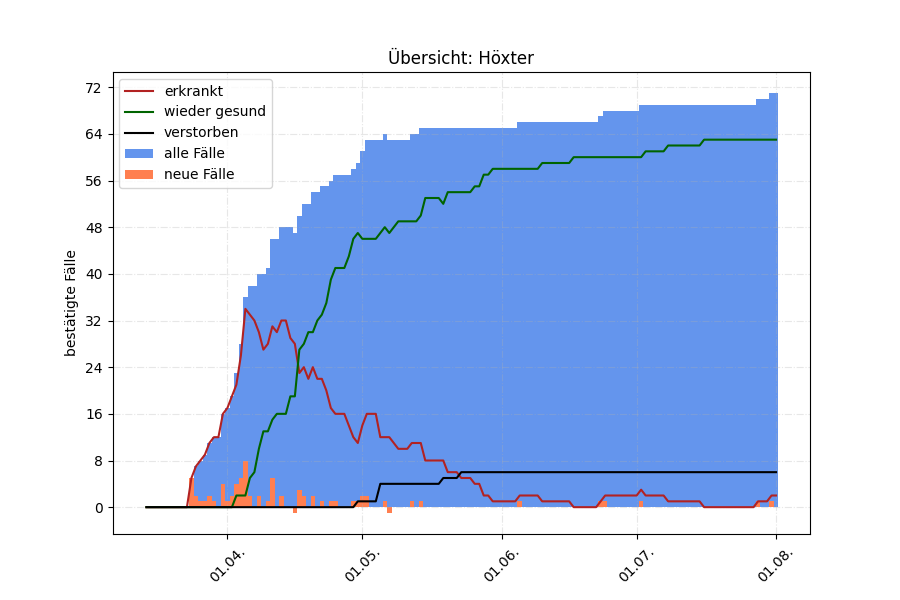 Übersicht: Höxter
erkrankt
wieder gesund
verstorben
alle Fälle
neue Fälle
bestätigte Fälle
72
64
56
48
40
32
24
16
8
0
01.04.
01.05.
01.06.
01.07.
01.08.